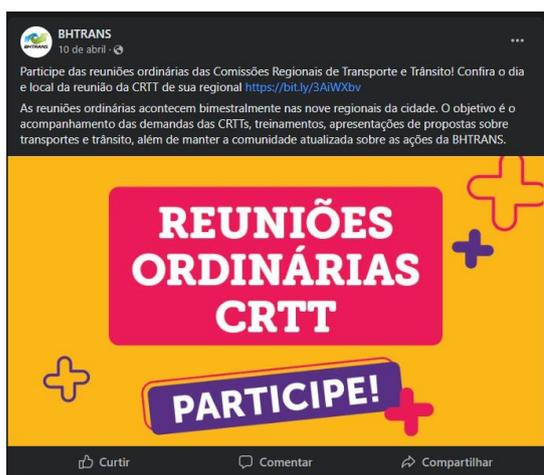 BHTRANS
BHTRANS
10 de abril ·
...
Participe das reuniões ordinárias das Comissões Regionais de Transporte e Trânsito! Confira o dia
e local da reunião da CRTT de sua regional https://bit.ly/3AiWXbv
As reuniões ordinárias acontecem bimestralmente nas nove regionais da cidade. O objetivo é o
acompanhamento das demandas das CRTTs, treinamentos, apresentações de propostas sobre
transportes e trânsito, além de manter a comunidade atualizada sobre as ações da BHTRANS.
REUNIÕES
ORDINÁRIAS
CRTT
PARTICIPE!
Curtir
Comentar
Compartilhar